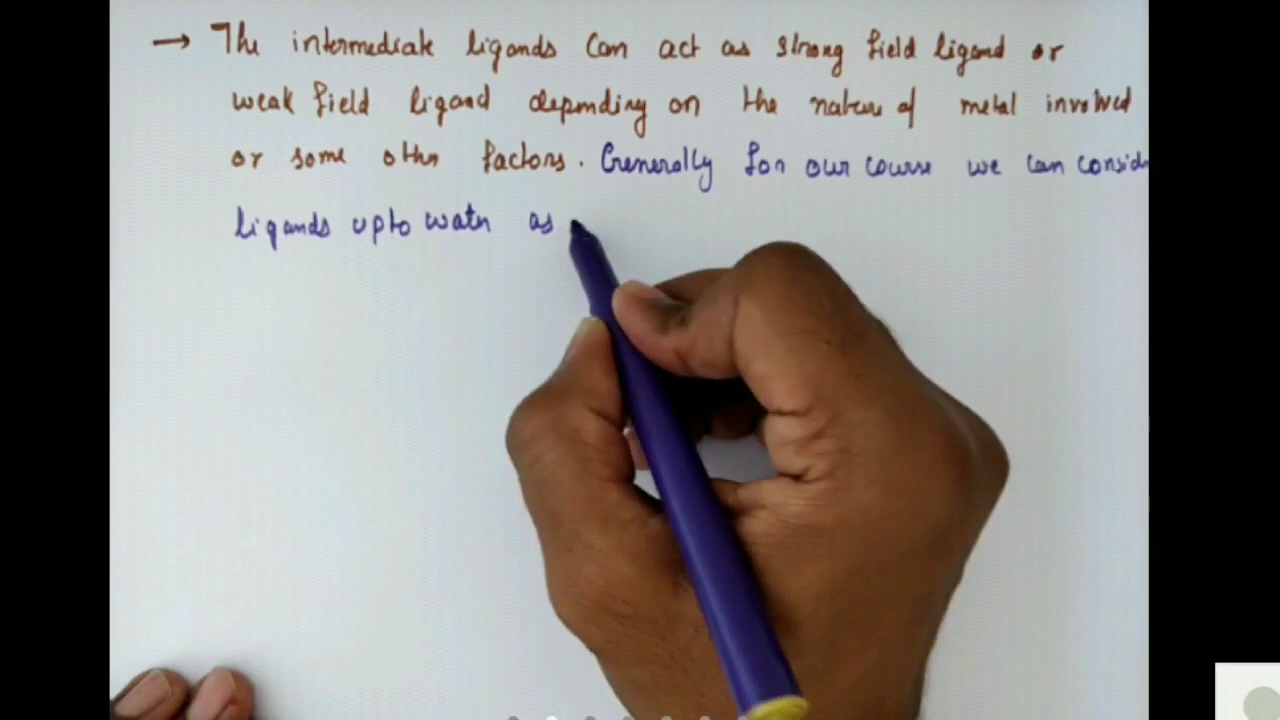 → The intermediate ligands can act as strong field ligand or
weak field ligand depending on the nature of metal involved
or some other factors. Generally for our course we can consid
ligands upto water as